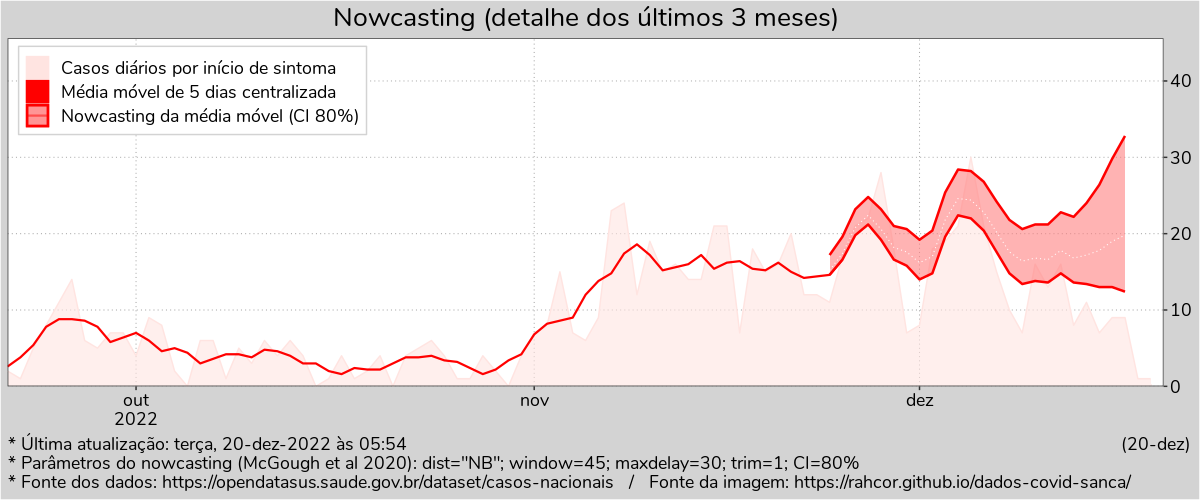 Nowcasting (detalhe dos últimos 3 meses)
Casos diários por início de sintoma
Média móvel de 5 dias centralizada
Nowcasting da média móvel (CI 80%)
40
30
20
10
0
out
2022
nov
dez
* Última atualização: terça, 20-dez-2022 às 05:54
(20-dez)
* Parâmetros do nowcasting (McGough et al 2020): dist="NB"; window=45; maxdelay=30; trim=1; CI=80%
* Fonte dos dados: https://opendatasus.saude.gov.br/dataset/casos-nacionais / Fonte da imagem: https://rahcor.github.io/dados-covid-sanca/